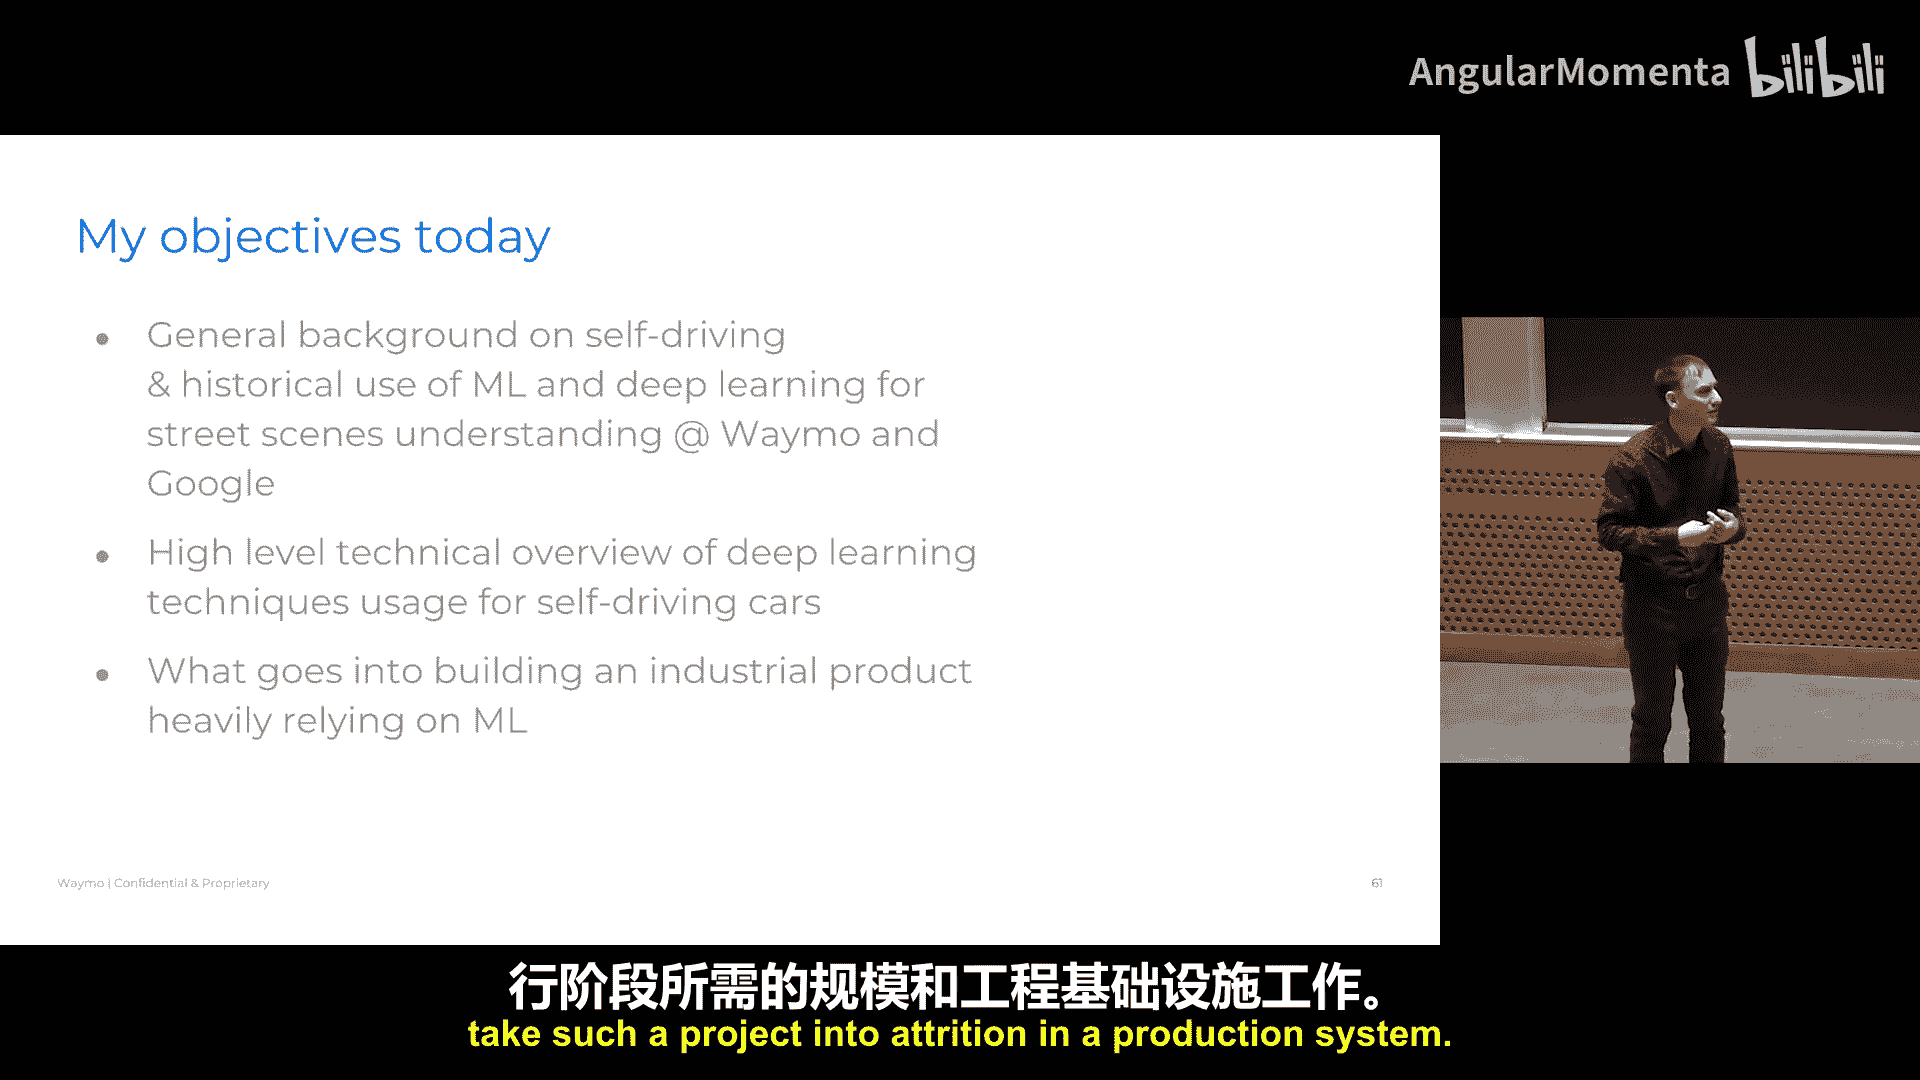 AngularMomenta bilibili
My objectives today
● General background on self-driving
& historical use of ML and deep learning for
street scenes understanding @ Waymo and
Google
● High level technical overview of deep learning
techniques usage for self-driving cars
● What goes into building an industrial product
heavily relying on ML
Waymo | Confidential & Proprietary
61
行阶段所需的规模和工程基础设施工作。
take such a project into attrition in a production system.